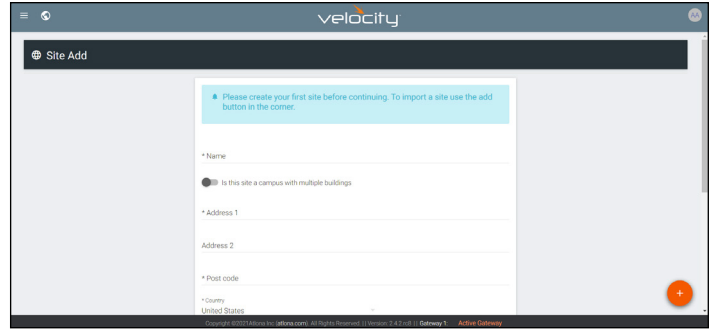 velocity
AA
Site Add
Please create your first site before continuing. To import a site use the add
button in the corner.
* Name
Is this site a campus with multiple buildings
* Address 1
Address 2
* Post code
* Country
United States
Copyright ©2021Atlona Inc (atlona.com). All Rights Reserved. | | Version: 2.4.2.rc8 | | Gateway 1: Active Gateway